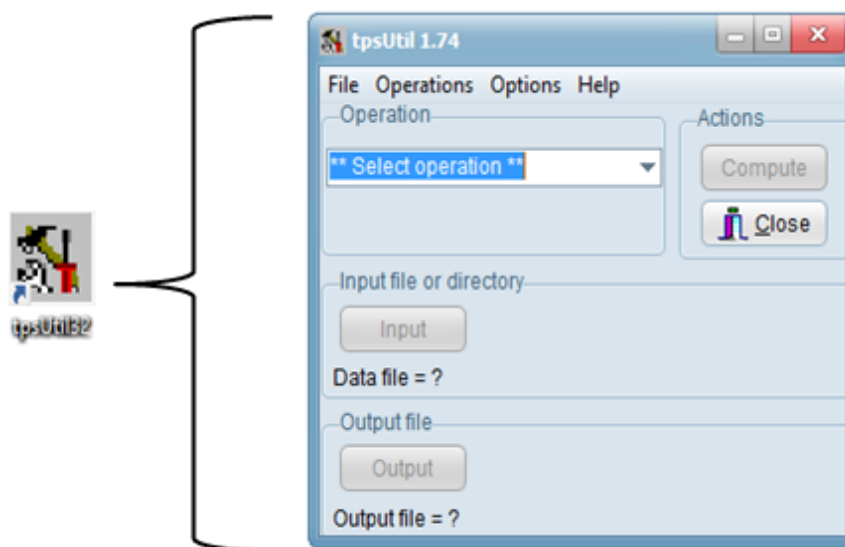 tpsUtil32
tpsUtil 1.74
File Operations Options Help
Operation
** Select operation **
Actions
Compute
Close
Input file or directory
Input
Data file = ?
Output file
Output
Output file = ?